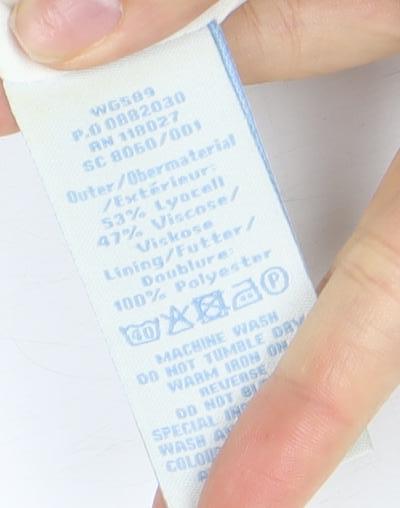 WG589
P.O 0882030
RN 118027
SC 8060/001
Outer/Obermaterial
/Extérieur:
53% Lyocell
47% Viscose/
Viskose
Lining/Futter/
Doublure:
100% Polyester
40 P
MACHINE WASH
DO NOT TUMBLE DRY
WARM IRON ON
REVERSE
DO NOT
SPECIAL
WASH